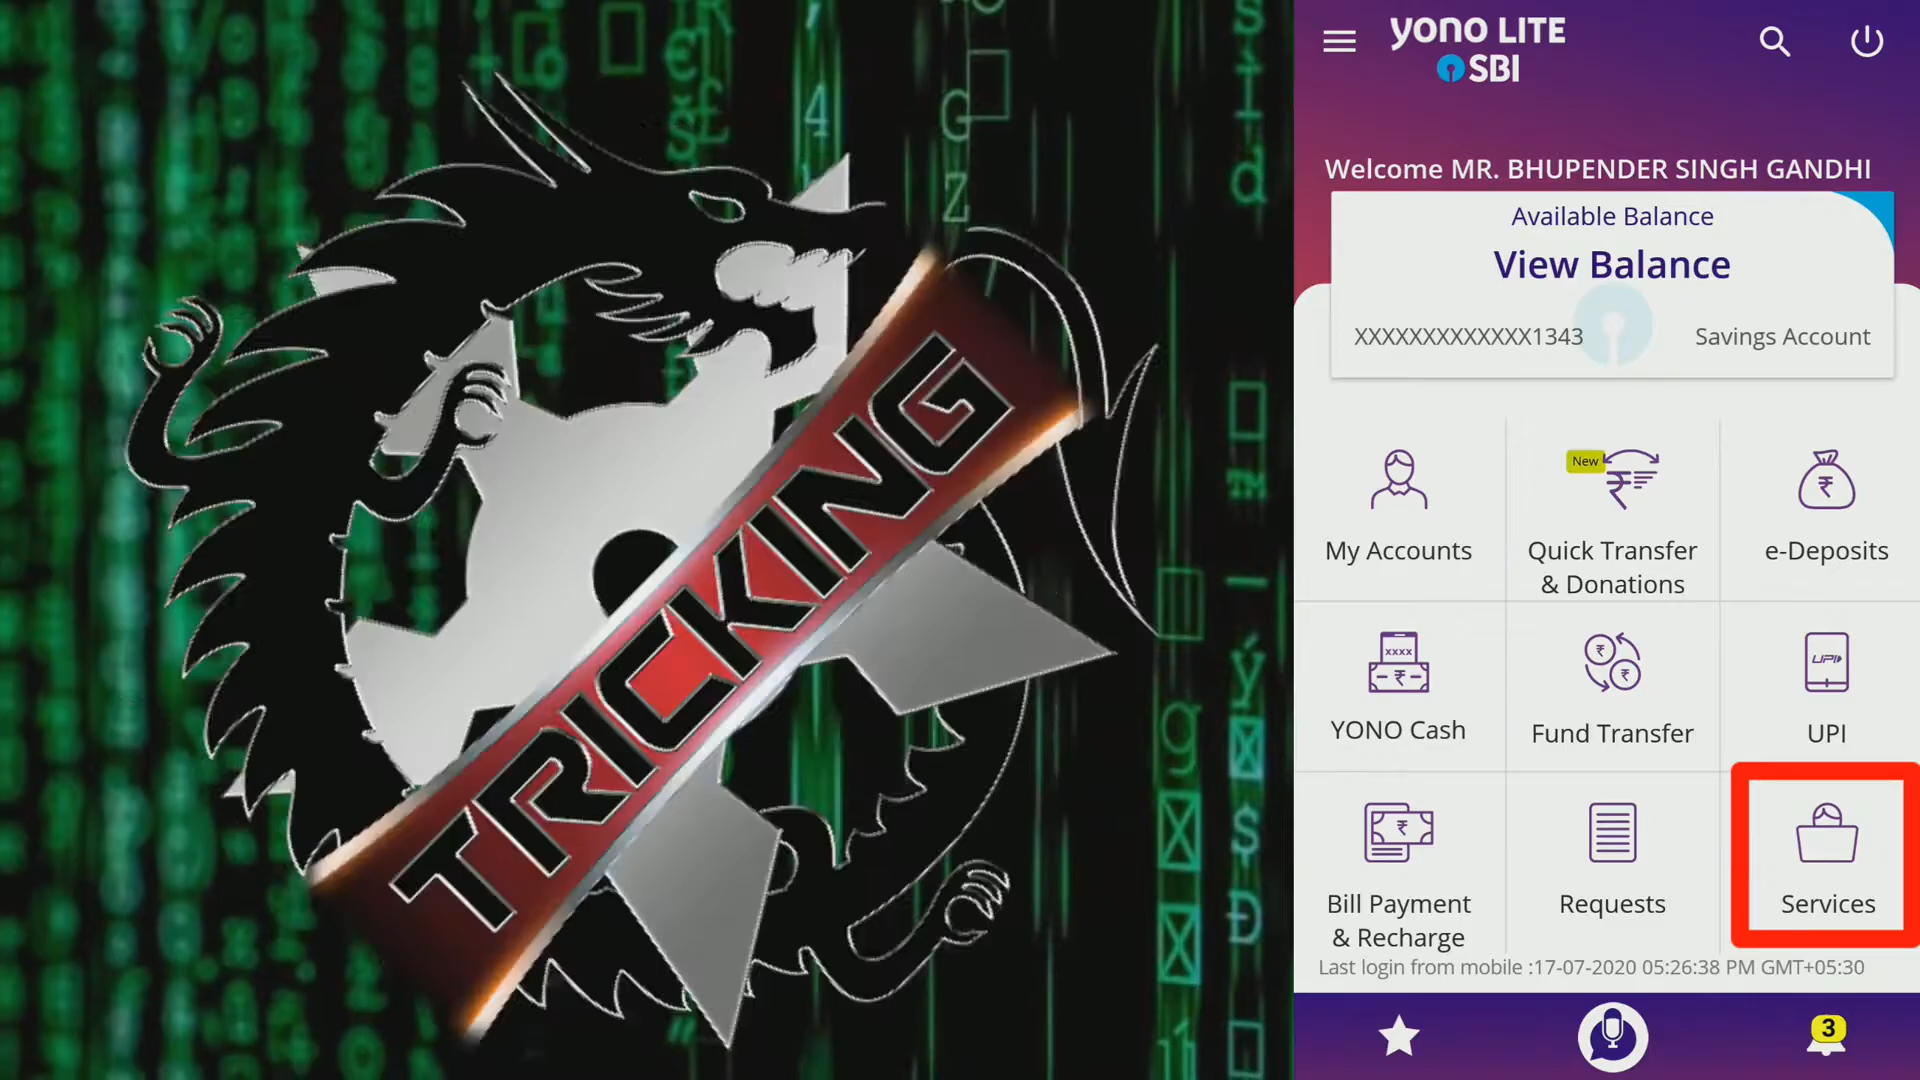 TRICKING
yono LITE
SBI
Welcome MR. BHUPENDER SINGH GANDHI
Available Balance
View Balance
XXXXXXXXXXXXX1343 Savings Account
My Accounts
New
Quick Transfer
& Donations
e-Deposits
xxxx
YONO Cash
Fund Transfer
UPI
UPI
Bill Payment
& Recharge
Requests
Services
Last login from mobile :17-07-2020 05:26:38 PM GMT+05:30
3